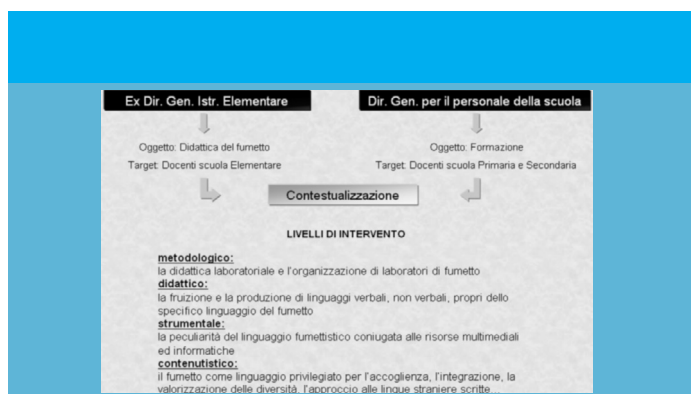 Ex Dir. Gen. Istr. Elementare
Dir. Gen. per il personale della scuola
Oggetto: Didattica del fumetto
Oggetto: Formazione
Target: Docenti scuola Elementare
Target: Docenti scuola Primaria e Secondaria
Contestualizzazione
LIVELLI DI INTERVENTO
metodologico:
la didattica laboratoriale e l'organizzazione di laboratori di fumetto
didattico:
la fruizione e la produzione di linguaggi verbali, non verbali, propri dello
specifico linguaggio del fumetto
strumentale:
la peculiarità del linguaggio fumettistico coniugata alle risorse multimediali
ed informatiche
contenutistico:
il fumetto come linguaggio privilegiato per l'accoglienza, l'integrazione, la
valorizzazione delle diversità, l'approccio alle lingue straniere scritte...